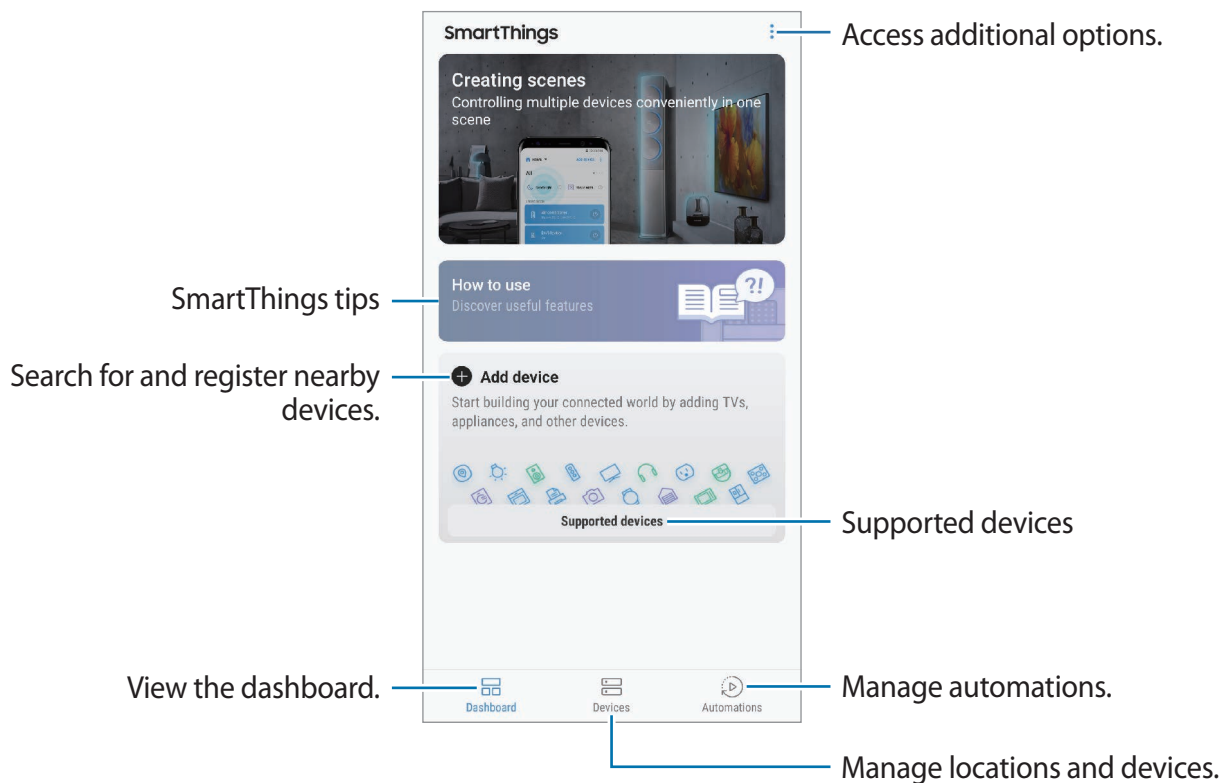 SmartThings
Access additional options.
Creating scenes
Controlling multiple devices conveniently in one
scene
All
How to use
Discover useful features
?!
SmartThings tips
Search for and register nearby
devices.
Add device
Start building your connected world by adding TVs,
appliances, and other devices.
Supported devices
Supported devices
View the dashboard.
Dashboard
Devices
Automations
Manage automations.
Manage locations and devices.